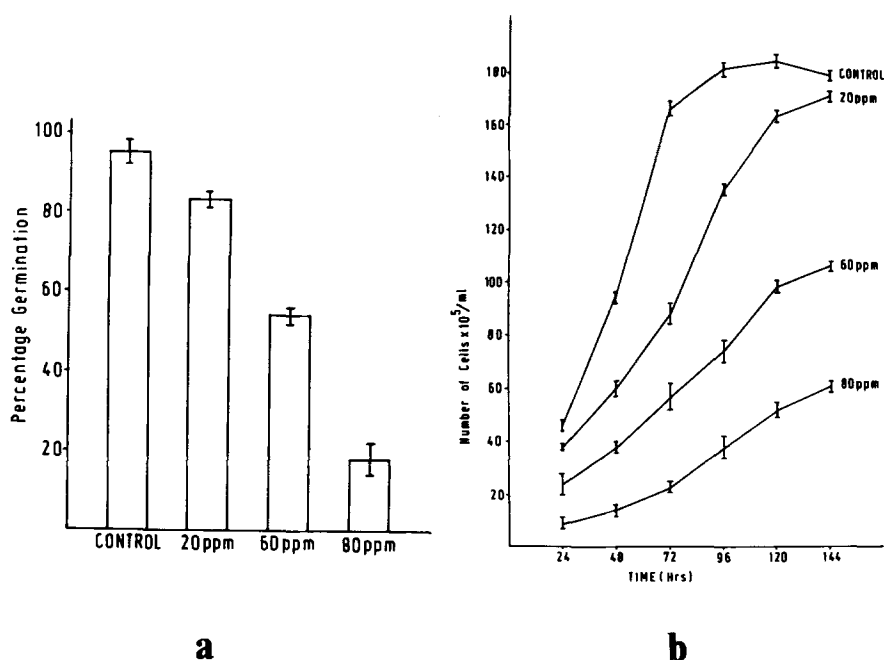 Percentage Germination
100
80
60
40
20
CONTROL 20ppm 60ppm 80ppm
a
Number of Cells x10⁵/ml
180
160
140
120
100
80
60
40
20
CONTROL
20ppm
60ppm
80ppm
24 48 72 96 120 144
TIME (Hrs)
b